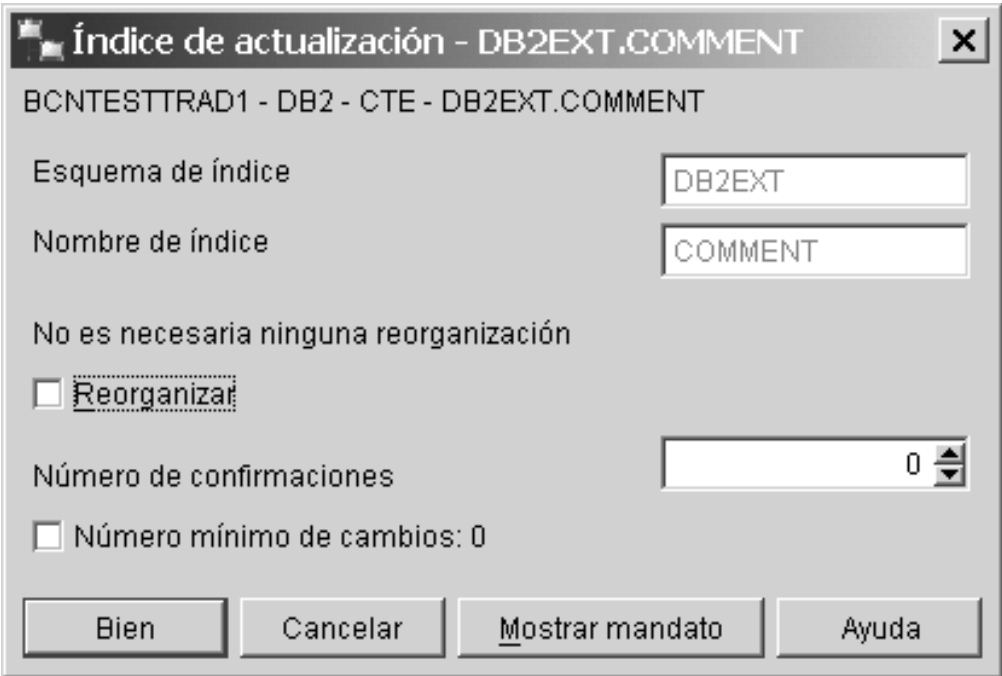 Índice de actualización - DB2EXT.COMMENT
BCNTESTTRAD1 - DB2 - CTE - DB2EXT.COMMENT
Esquema de índice DB2EXT
Nombre de índice COMMENT
No es necesaria ninguna reorganización
Reorganizar
Número de confirmaciones 0
Número mínimo de cambios: 0
Bien Cancelar Mostrar mandato Ayuda